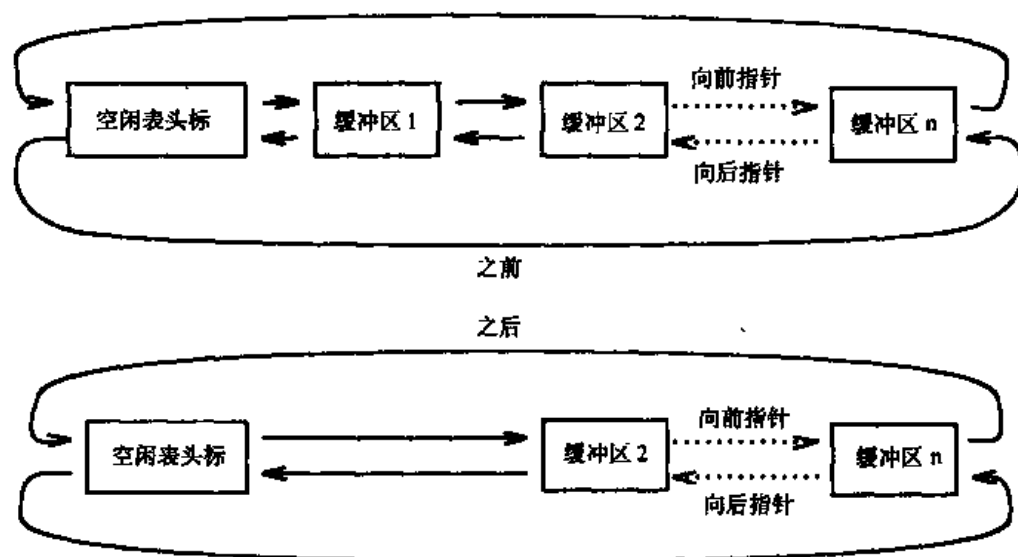 向前指针
空闲表头标
缓冲区 1
缓冲区 2
缓冲区 n
向后指针
之前
之后
向前指针
空闲表头标
缓冲区 2
缓冲区 n
向后指针